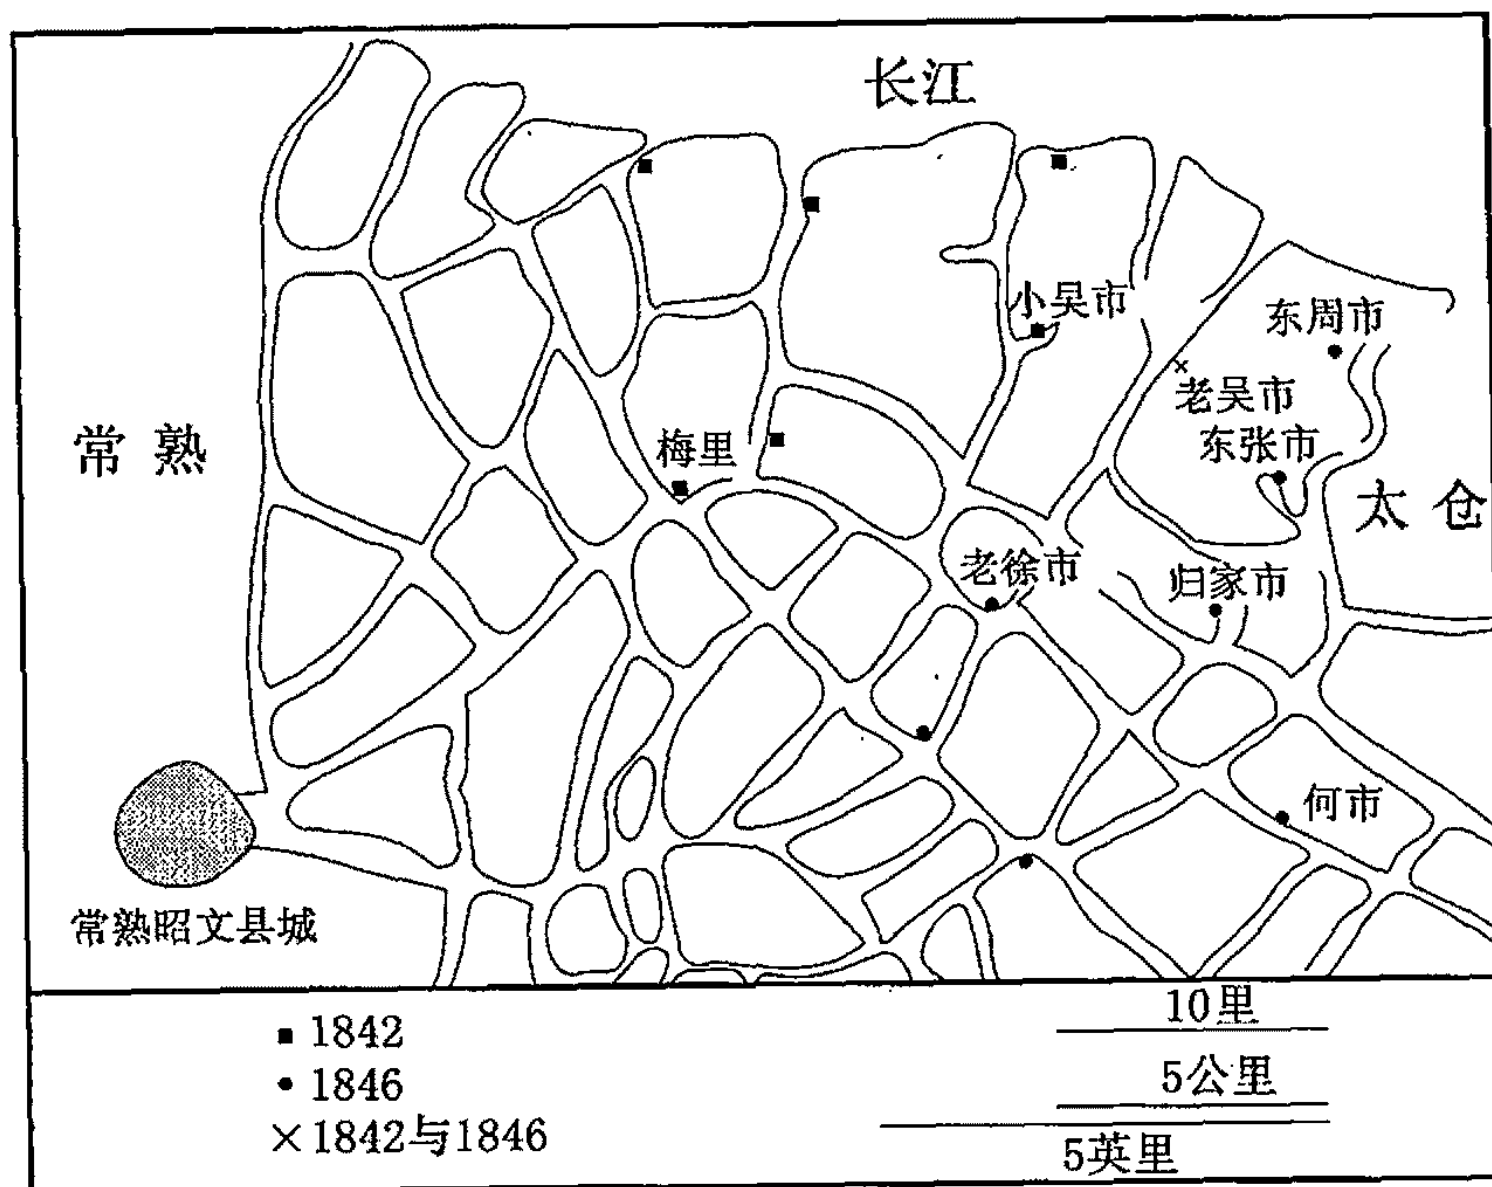 长江
小吴市
东周市
老吴市
常熟
梅里
东张市
太仓
老徐市
归家市
何市
常熟昭文县城
■ 1842
● 1846
×1842与1846
10里
5公里
5英里